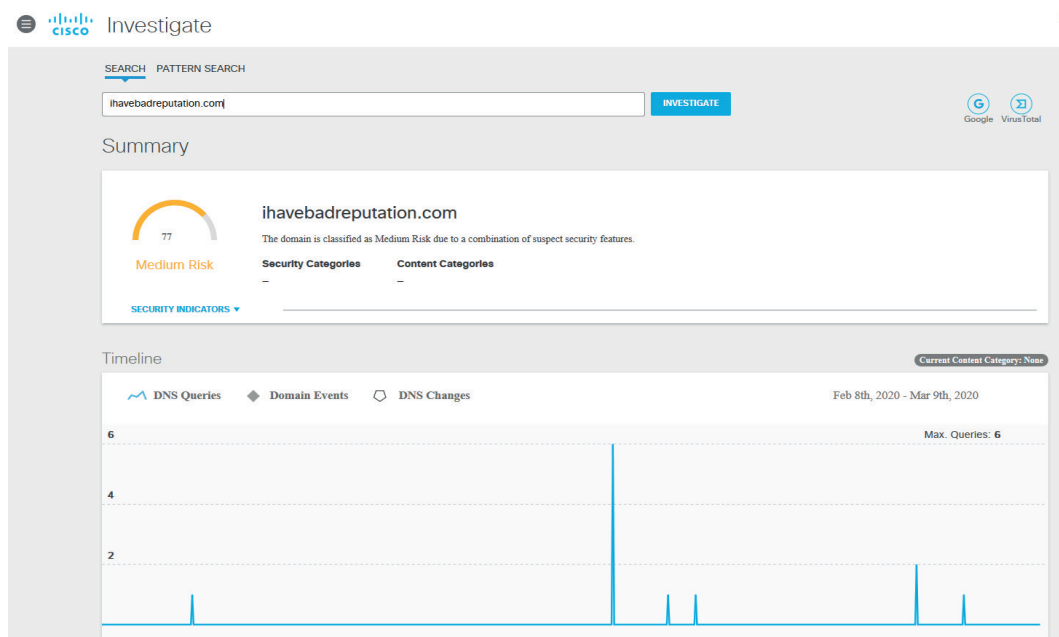 CISCO Investigate
SEARCH PATTERN SEARCH
ihavebadreputation.com
INVESTIGATE
G
Google VirusTotal
Summary
77
Medium Risk
ihavebadreputation.com
The domain is classified as Medium Risk due to a combination of suspect security features.
Security Categories Content Categories
– –
SECURITY INDICATORS
Timeline
Current Content Category: None
DNS Queries Domain Events DNS Changes
Feb 8th, 2020 - Mar 9th, 2020
6
Max. Queries: 6
4
2